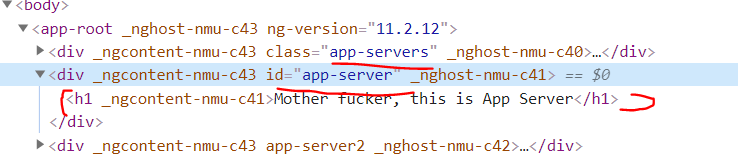 <body>
<app-root _nghost-nmu-c43 ng-version="11.2.12">
<div _ngcontent-nmu-c43 class="app-servers" _nghost-nmu-c40>…</div>
<div _ngcontent-nmu-c43 id="app-server" _nghost-nmu-c41> == $0
<h1 _ngcontent-nmu-c41>Mother fucker, this is App Server</h1>
</div>
<div _ngcontent-nmu-c43 app-server2 _nghost-nmu-c42>…</div>